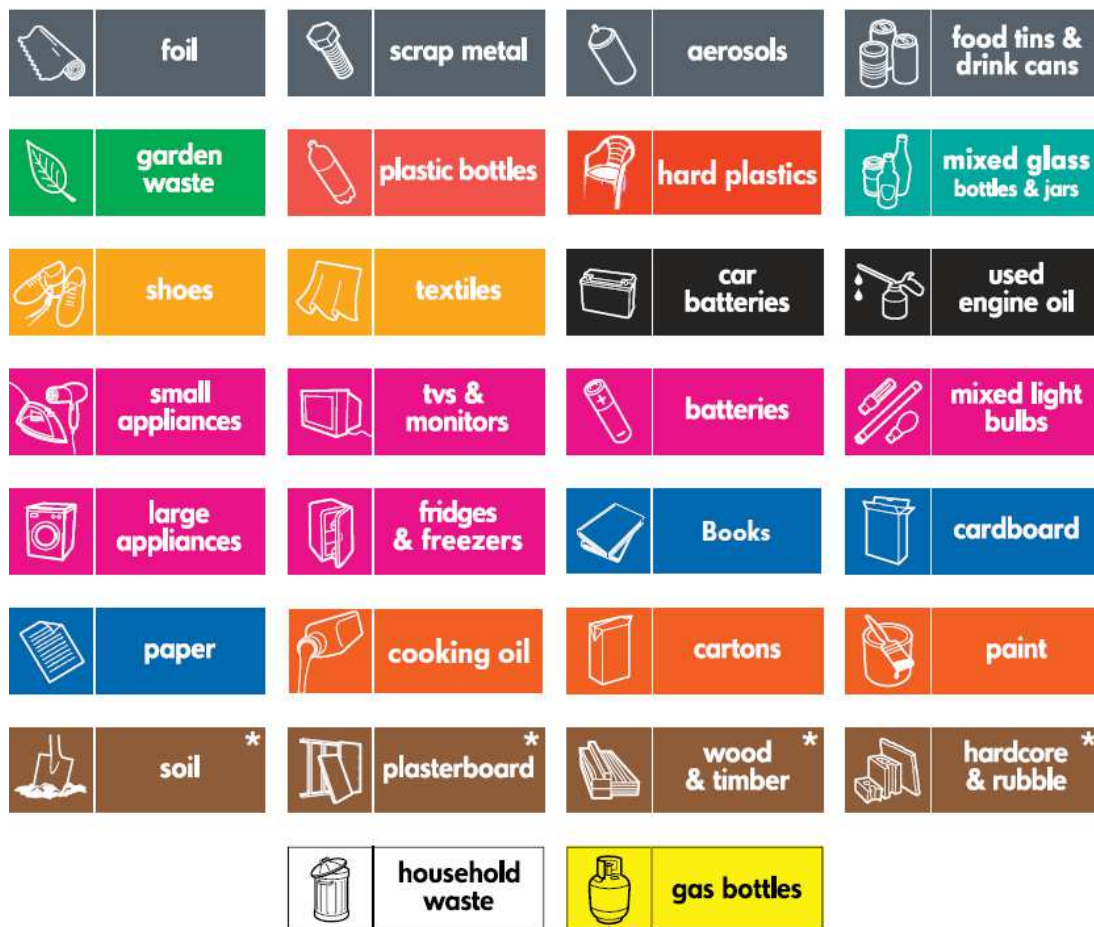 foil
scrap metal
aerosols
food tins &
drink cans
garden
waste
plastic bottles
hard plastics
mixed glass
bottles & jars
shoes
textiles
car
batteries
used
engine oil
small
appliances
tvs &
monitors
batteries
mixed light
bulbs
large
appliances
fridges
& freezers
Books
cardboard
paper
cooking oil
cartons
paint
soil *
plasterboard *
wood *
& timber
hardcore *
& rubble
household
waste
gas bottles